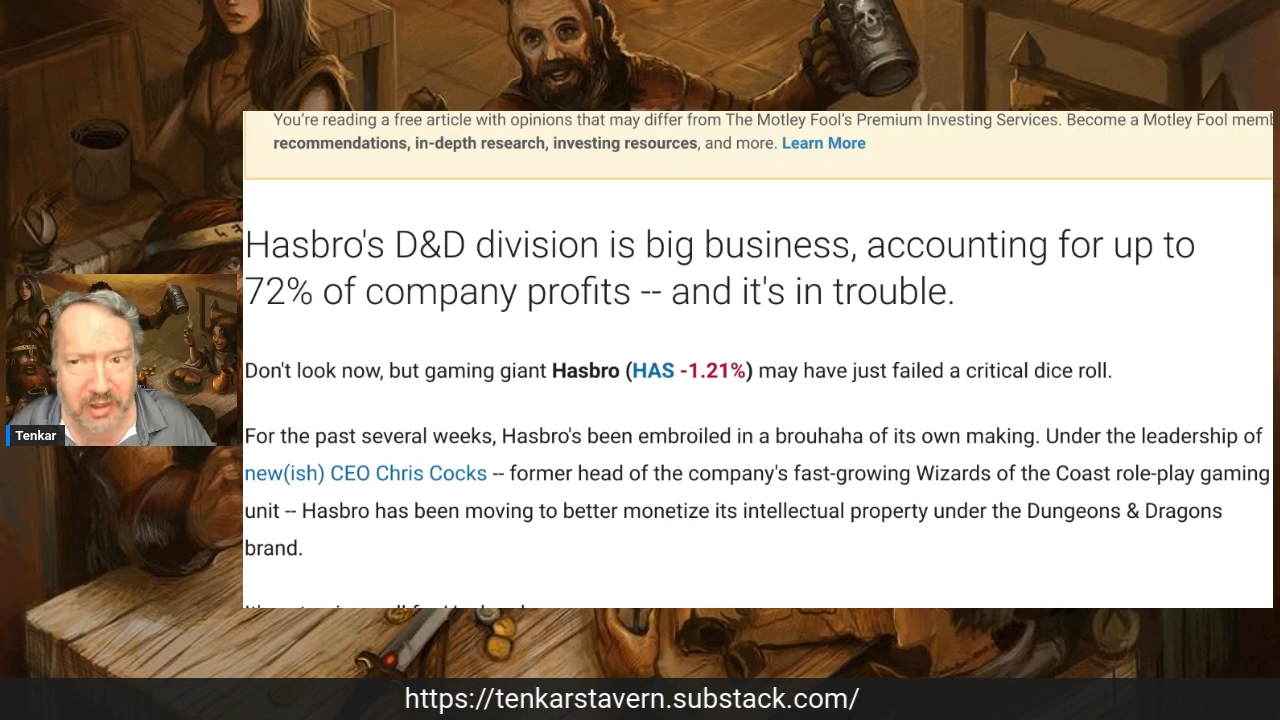 You're reading a free article with opinions that may differ from The Motley Fool's Premium Investing Services. Become a Motley Fool
recommendations, in-depth research, investing resources, and more. Learn More
Hasbro's D&D division is big business, accounting for up to
72% of company profits -- and it's in trouble.
Don't look now, but gaming giant Hasbro (HAS -1.21%) may have just failed a critical dice roll.
For the past several weeks, Hasbro's been embroiled in a brouhaha of its own making. Under the leadership of
new(ish) CEO Chris Cocks -- former head of the company's fast-growing Wizards of the Coast role-play gaming
unit -- Hasbro has been moving to better monetize its intellectual property under the Dungeons & Dragons
brand.
Tenkar
https://tenkarstavern.substack.com/